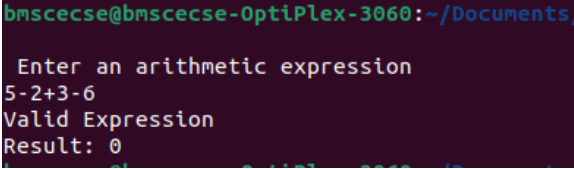 bmscecse@bmscecse-OptiPlex-3060:~/Documents/
Enter an arithmetic expression
5-2+3-6
Valid Expression
Result: 0